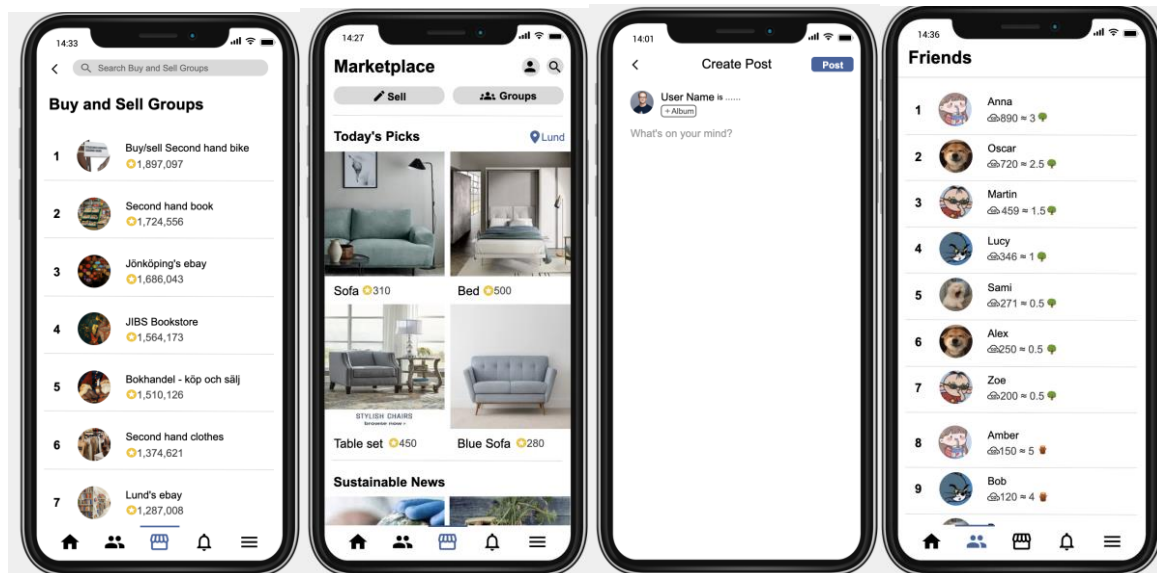 14:33
Search Buy and Sell Groups
Buy and Sell Groups
1
Buy/sell Second hand bike
1,897,097
2
Second hand book
1,724,556
3
Jönköping's ebay
1,686,043
4
JIBS Bookstore
1,564,173
5
Bokhandel - köp och sälj
1,510,126
6
Second hand clothes
1,374,621
7
Lund's ebay
1,287,008
14:27
Marketplace
Sell
Groups
Today's Picks
Lund
Sofa 310
Bed 500
STYLISH CHAIRS
browse now
Table set 450
Blue Sofa 280
Sustainable News
14:01
Create Post
Post
User Name is ......
+ Album
What's on your mind?
14:36
Friends
1
Anna
890 ≈ 3
2
Oscar
720 ≈ 2.5
3
Martin
459 ≈ 1.5
4
Lucy
346 ≈ 1
5
Sami
271 ≈ 0.5
6
Alex
250 ≈ 0.5
7
Zoe
200 ≈ 0.5
8
Amber
150 ≈ 5
9
Bob
120 ≈ 4